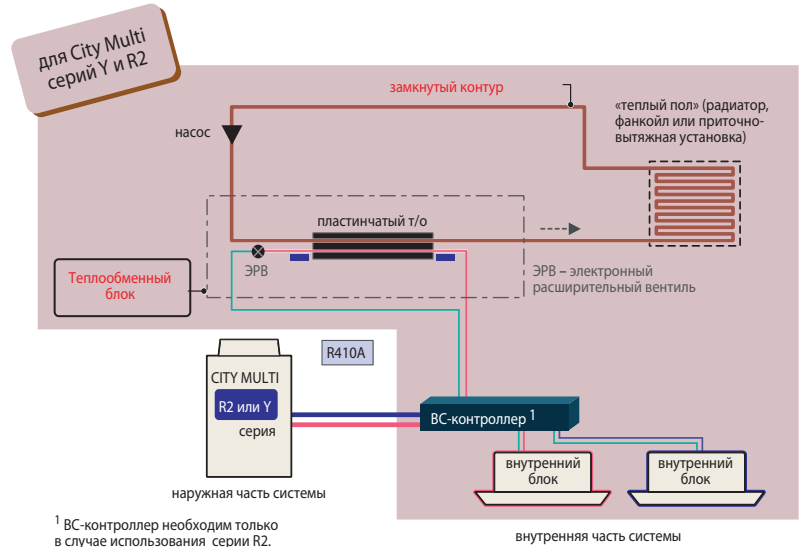 для City Multi
серий Y и R2
замкнутый контур
«теплый пол» (радиатор,
фанкойл или приточно-
вытяжная установка)
насос
пластинчатый т/о
ЭРВ
ЭРВ – электронный
расширительный вентиль
Теплообменный
блок
R410A
CITY MULTI
R2 или Y
серия
BC-контроллер 1
внутренний
блок
внутренний
блок
наружная часть системы
1 BC-контроллер необходим только
в случае использования серии R2.
внутренняя часть системы